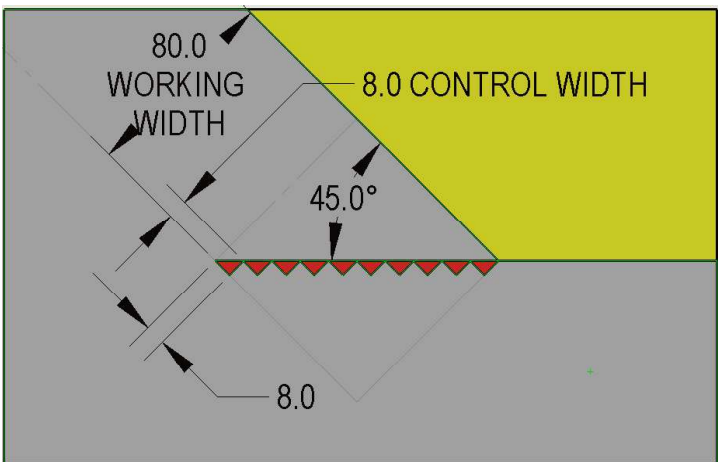 80.0
WORKING
WIDTH
8.0 CONTROL WIDTH
45.0°
8.0